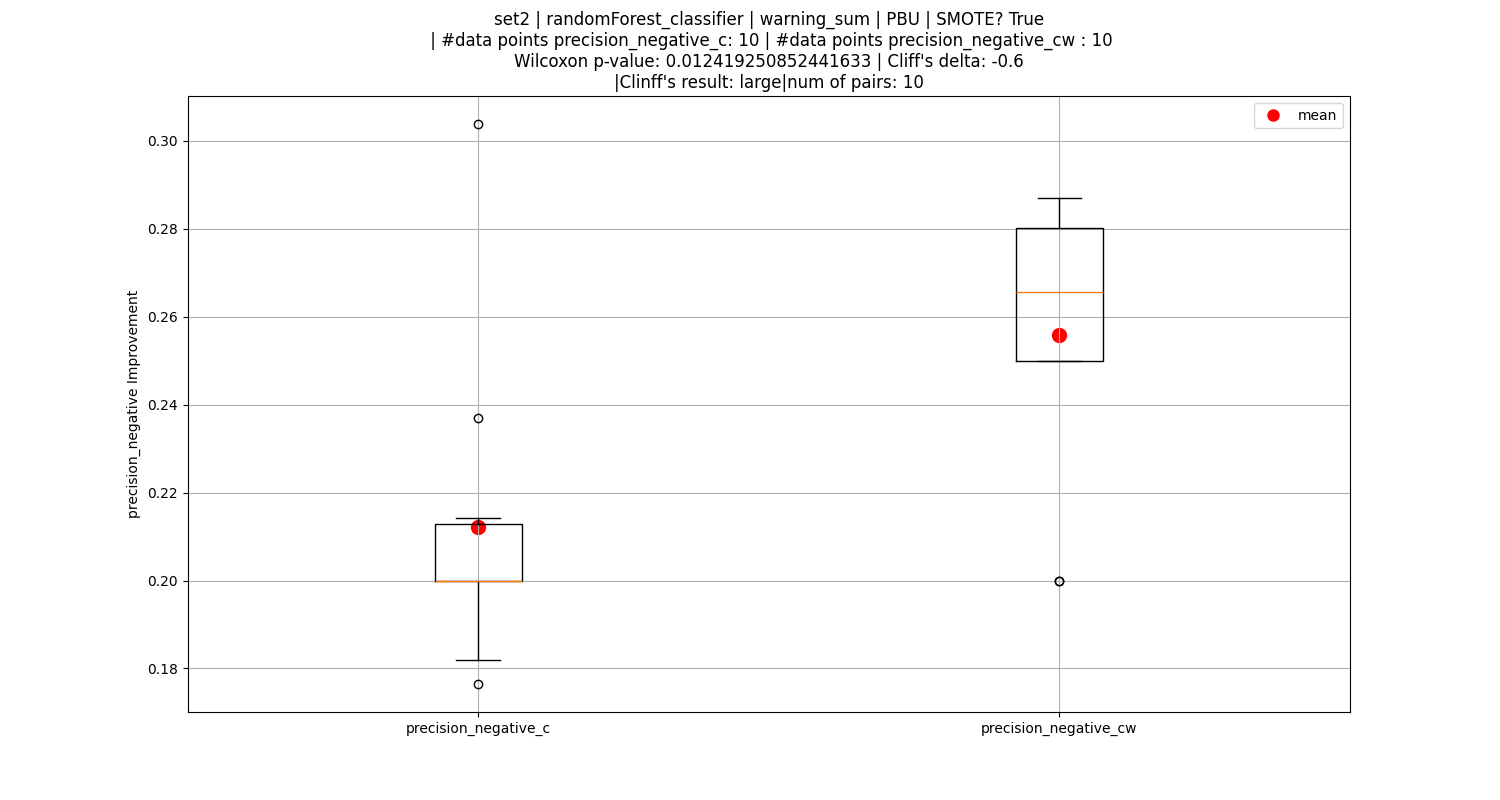 set2 | randomForest_classifier | warning_sum | PBU | SMOTE? True
| #data points precision_negative_c: 10 | #data points precision_negative_cw : 10
Wilcoxon p-value: 0.012419250852441633 | Cliff's delta: -0.6
|Clinff's result: large|num of pairs: 10
mean
0.30
0.28
0.26
0.24
0.22
0.20
0.18
precision_negative Improvement
precision_negative_c
precision_negative_cw